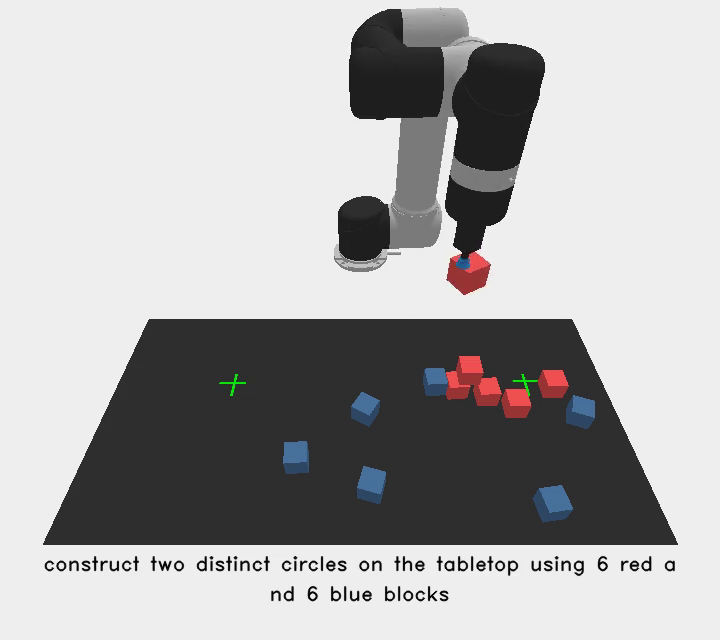 construct two distinct circles on the tabletop using 6 red a
nd 6 blue blocks